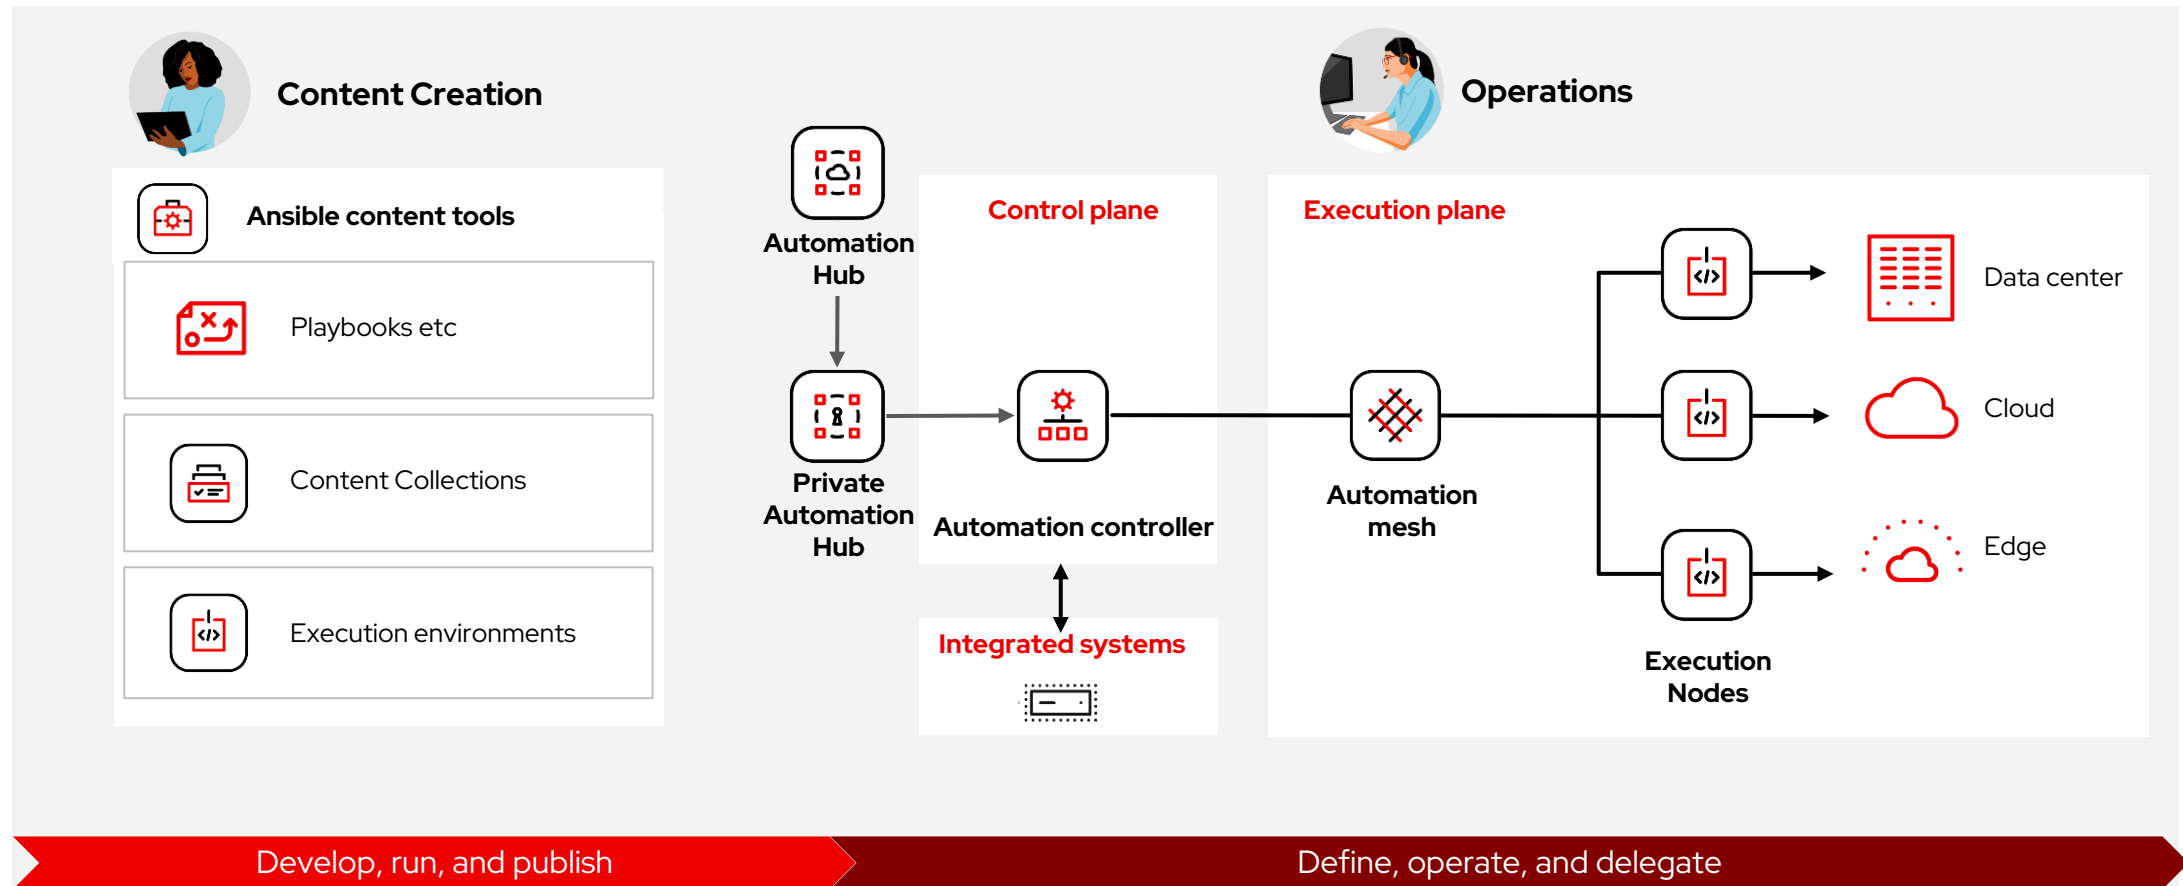 Content Creation
Operations
Ansible content tools
Playbooks etc
Content Collections
Execution environments
Automation
Hub
Private
Automation
Hub
Control plane
Automation controller
Integrated systems
Execution plane
Automation
mesh
Execution
Nodes
Data center
Cloud
Edge
Develop, run, and publish
Define, operate, and delegate